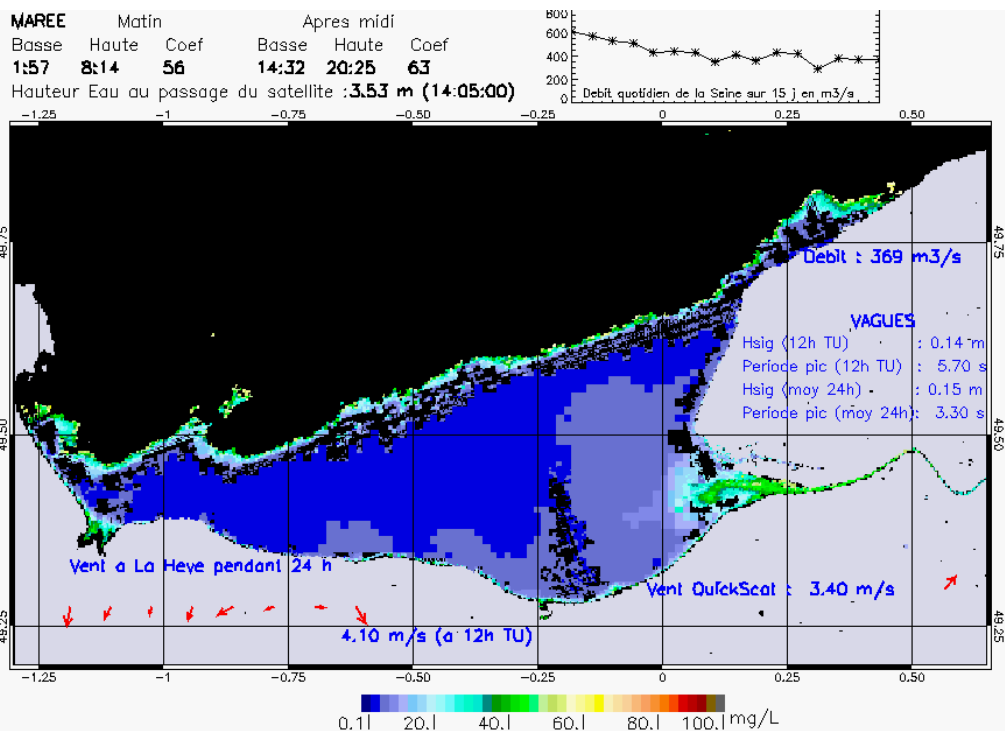 MAREE Matin Apres midi
Basse Haute Coef Basse Haute Coef
1:57 8:14 56 14:32 20:25 63
Hauteur Eau au passage du satellite :3.53 m (14:05:00)
800
600
400
200
0
Debit quotidien de la Seine sur 15 j en m3/s
-1.25 -1 -0.75 -0.50 -0.25 0 0.25 0.50
49.75 49.75
Debit : 369 m3/s
VAGUES
Hsig (12h TU) : 0.14 m
Periode pic (12h TU) : 5.70 s
Hsig (moy 24h) : 0.15 m
Periode pic (moy 24h): 3.30 s
49.50 49.50
Vent a La Heve pendant 24 h
Vent QuickScat : 3.40 m/s
49.25 49.25
4.10 m/s (a 12h TU)
-1.25 -1 -0.75 -0.50 -0.25 0 0.25 0.50
0.1| 20.| 40.| 60.| 80.| 100.| mg/L